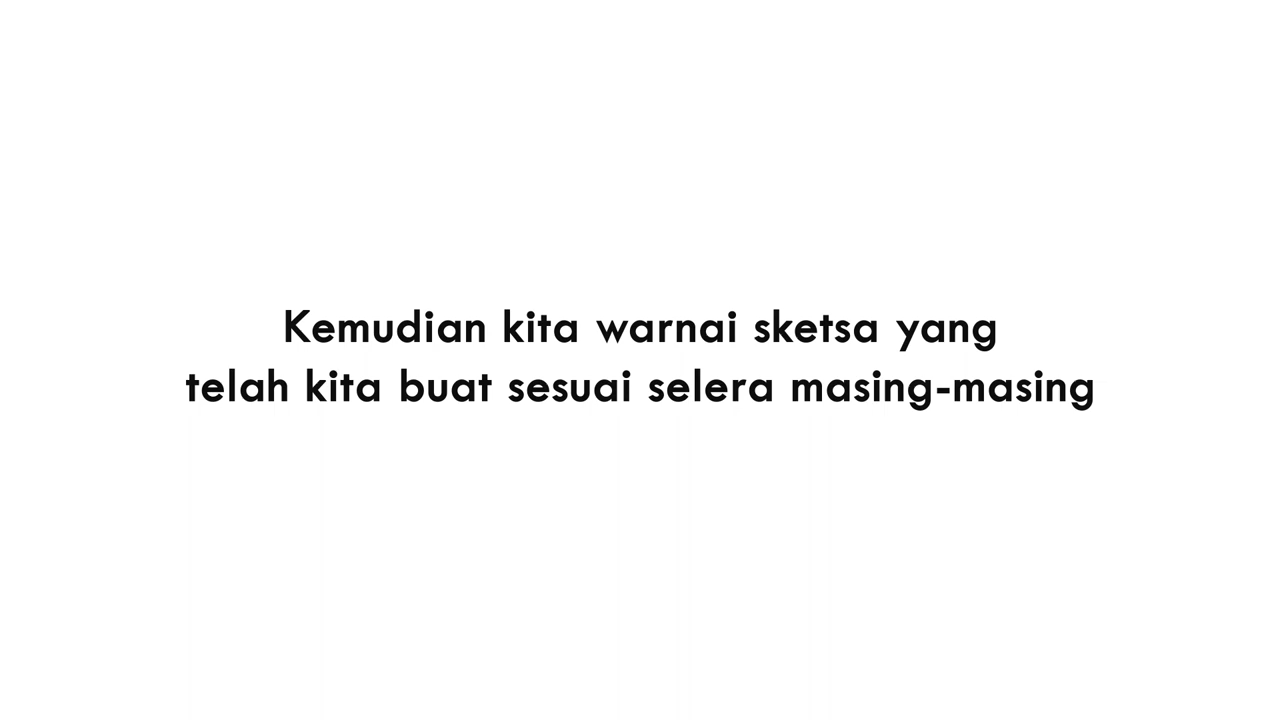 Kemudian kita warnai sketsa yang
telah kita buat sesuai selera masing-masing